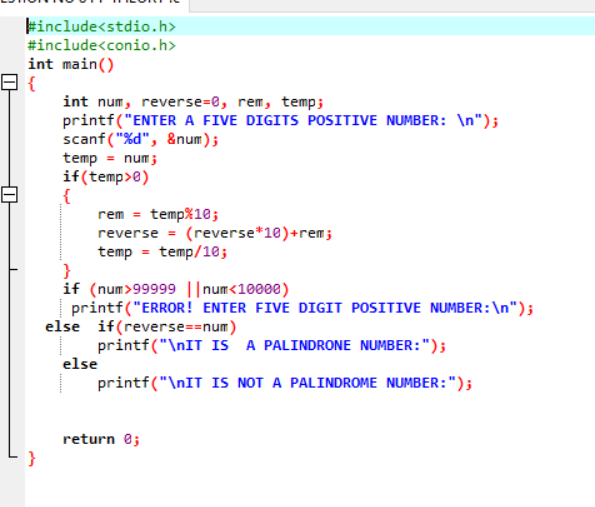 #include<stdio.h>
#include<conio.h>
int main()
{
int num, reverse=0, rem, temp;
printf("ENTER A FIVE DIGITS POSITIVE NUMBER: \n");
scanf("%d", &num);
temp = num;
if(temp>0)
{
rem = temp%10;
reverse = (reverse*10)+rem;
temp = temp/10;
}
if (num>99999 ||num<10000)
printf("ERROR! ENTER FIVE DIGIT POSITIVE NUMBER:\n");
else  if(reverse==num)
printf("\nIT IS  A PALINDRONE NUMBER:");
else
printf("\nIT IS NOT A PALINDROME NUMBER:");
return 0;
}